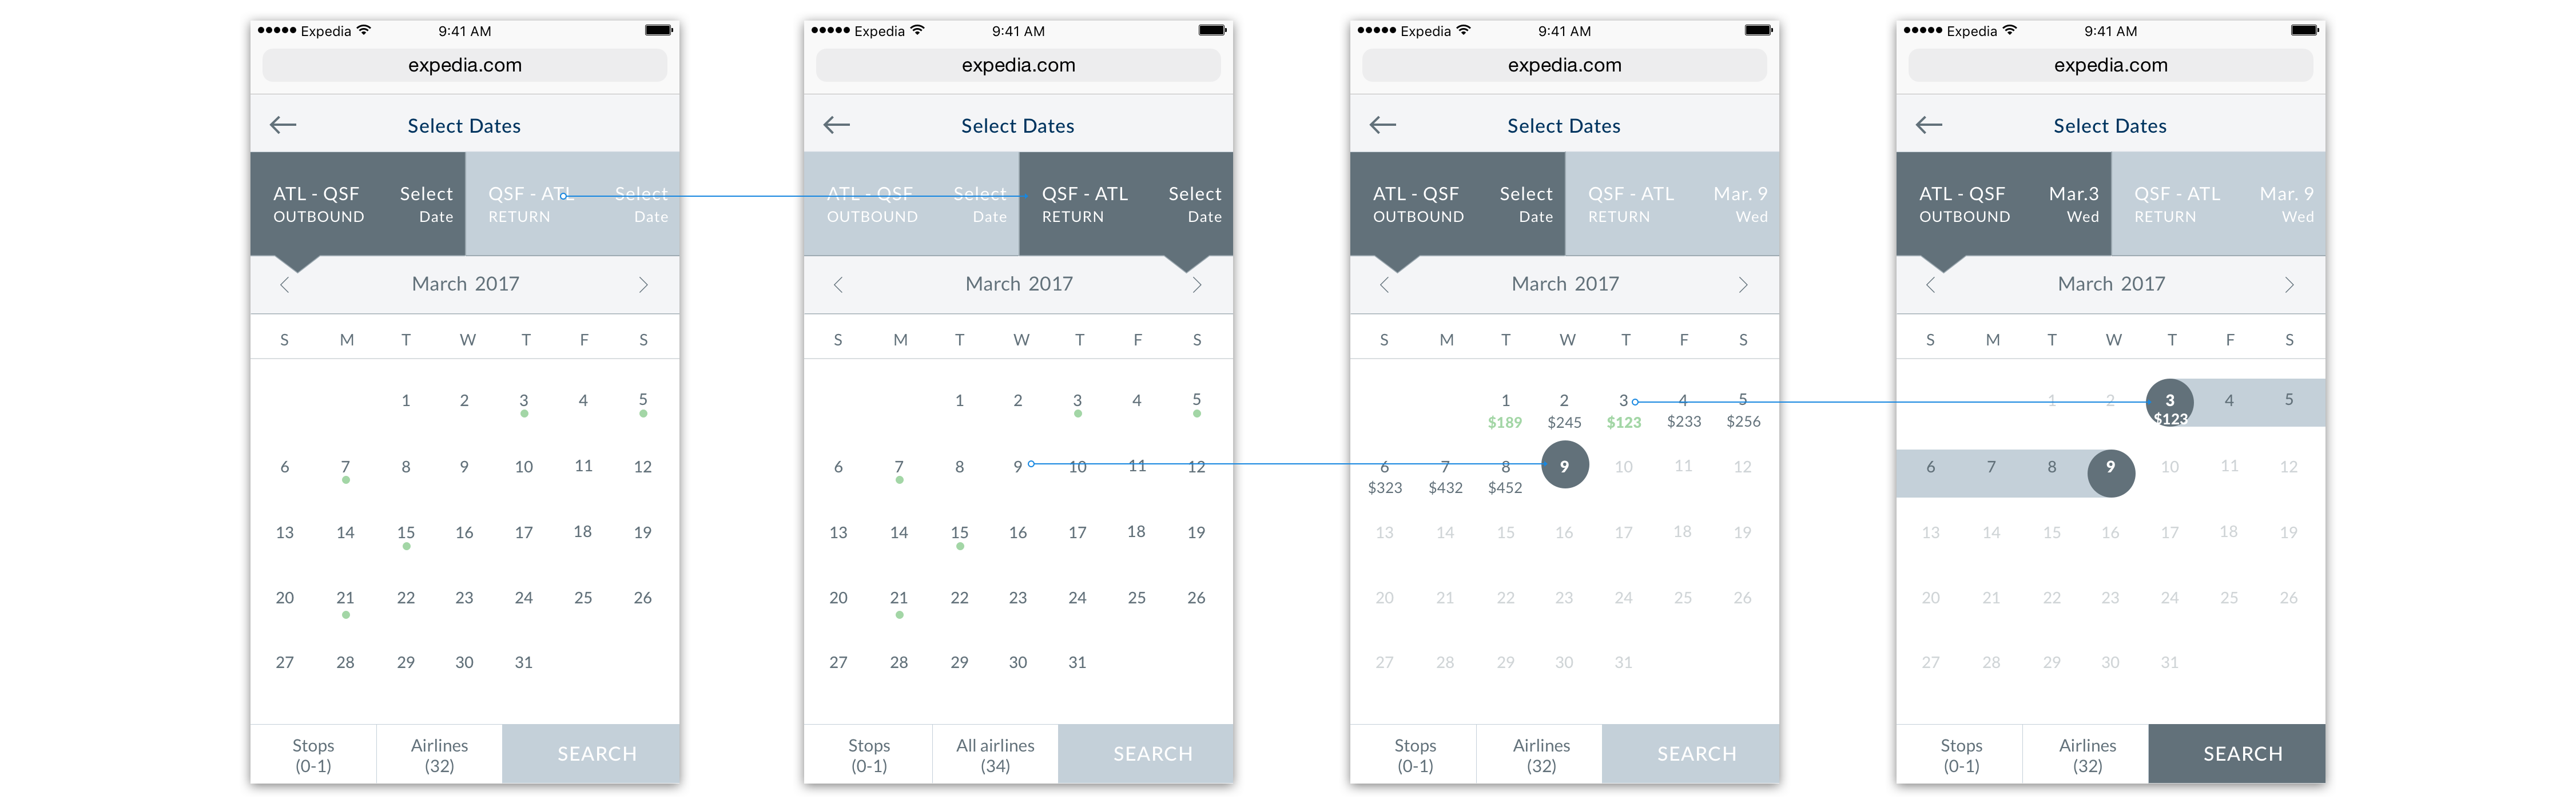 Expedia 9:41 AM
expedia.com
Select Dates
ATL - QSF Select QSF - ATL Select
OUTBOUND Date RETURN Date
March 2017
S M T W T F S
1 2 3 4 5
6 7 8 9 10 11 12
13 14 15 16 17 18 19
20 21 22 23 24 25 26
27 28 29 30 31
Stops Airlines SEARCH
(0-1) (32)
Expedia 9:41 AM
expedia.com
Select Dates
ATL - QSF Select QSF - ATL Select
OUTBOUND Date RETURN Date
March 2017
S M T W T F S
1 2 3 4 5
6 7 8 9 10 11 12
13 14 15 16 17 18 19
20 21 22 23 24 25 26
27 28 29 30 31
Stops All airlines SEARCH
(0-1) (34)
Expedia 9:41 AM
expedia.com
Select Dates
ATL - QSF Select QSF - ATL Mar. 9
OUTBOUND Date RETURN Wed
March 2017
S M T W T F S
1 2 3 4 5
$189 $245 $123 $233 $256
6 7 8 9 10 11 12
$323 $432 $452
13 14 15 16 17 18 19
20 21 22 23 24 25 26
27 28 29 30 31
Stops Airlines SEARCH
(0-1) (32)
Expedia 9:41 AM
expedia.com
Select Dates
ATL - QSF Mar.3 QSF - ATL Mar. 9
OUTBOUND Wed RETURN Wed
March 2017
S M T W T F S
1 2 3 4 5
$123
6 7 8 9 10 11 12
13 14 15 16 17 18 19
20 21 22 23 24 25 26
27 28 29 30 31
Stops Airlines SEARCH
(0-1) (32)